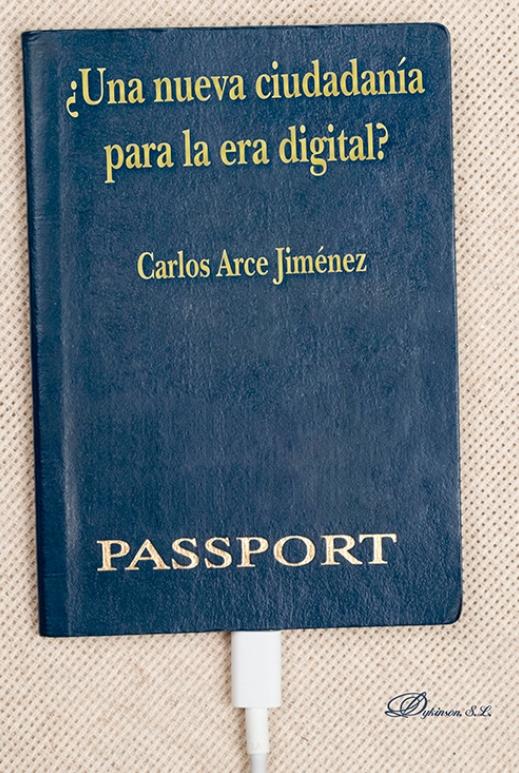 ¿Una nueva ciudadanía
para la era digital?
Carlos Arce Jiménez
PASSPORT
Dykinson, S.L.